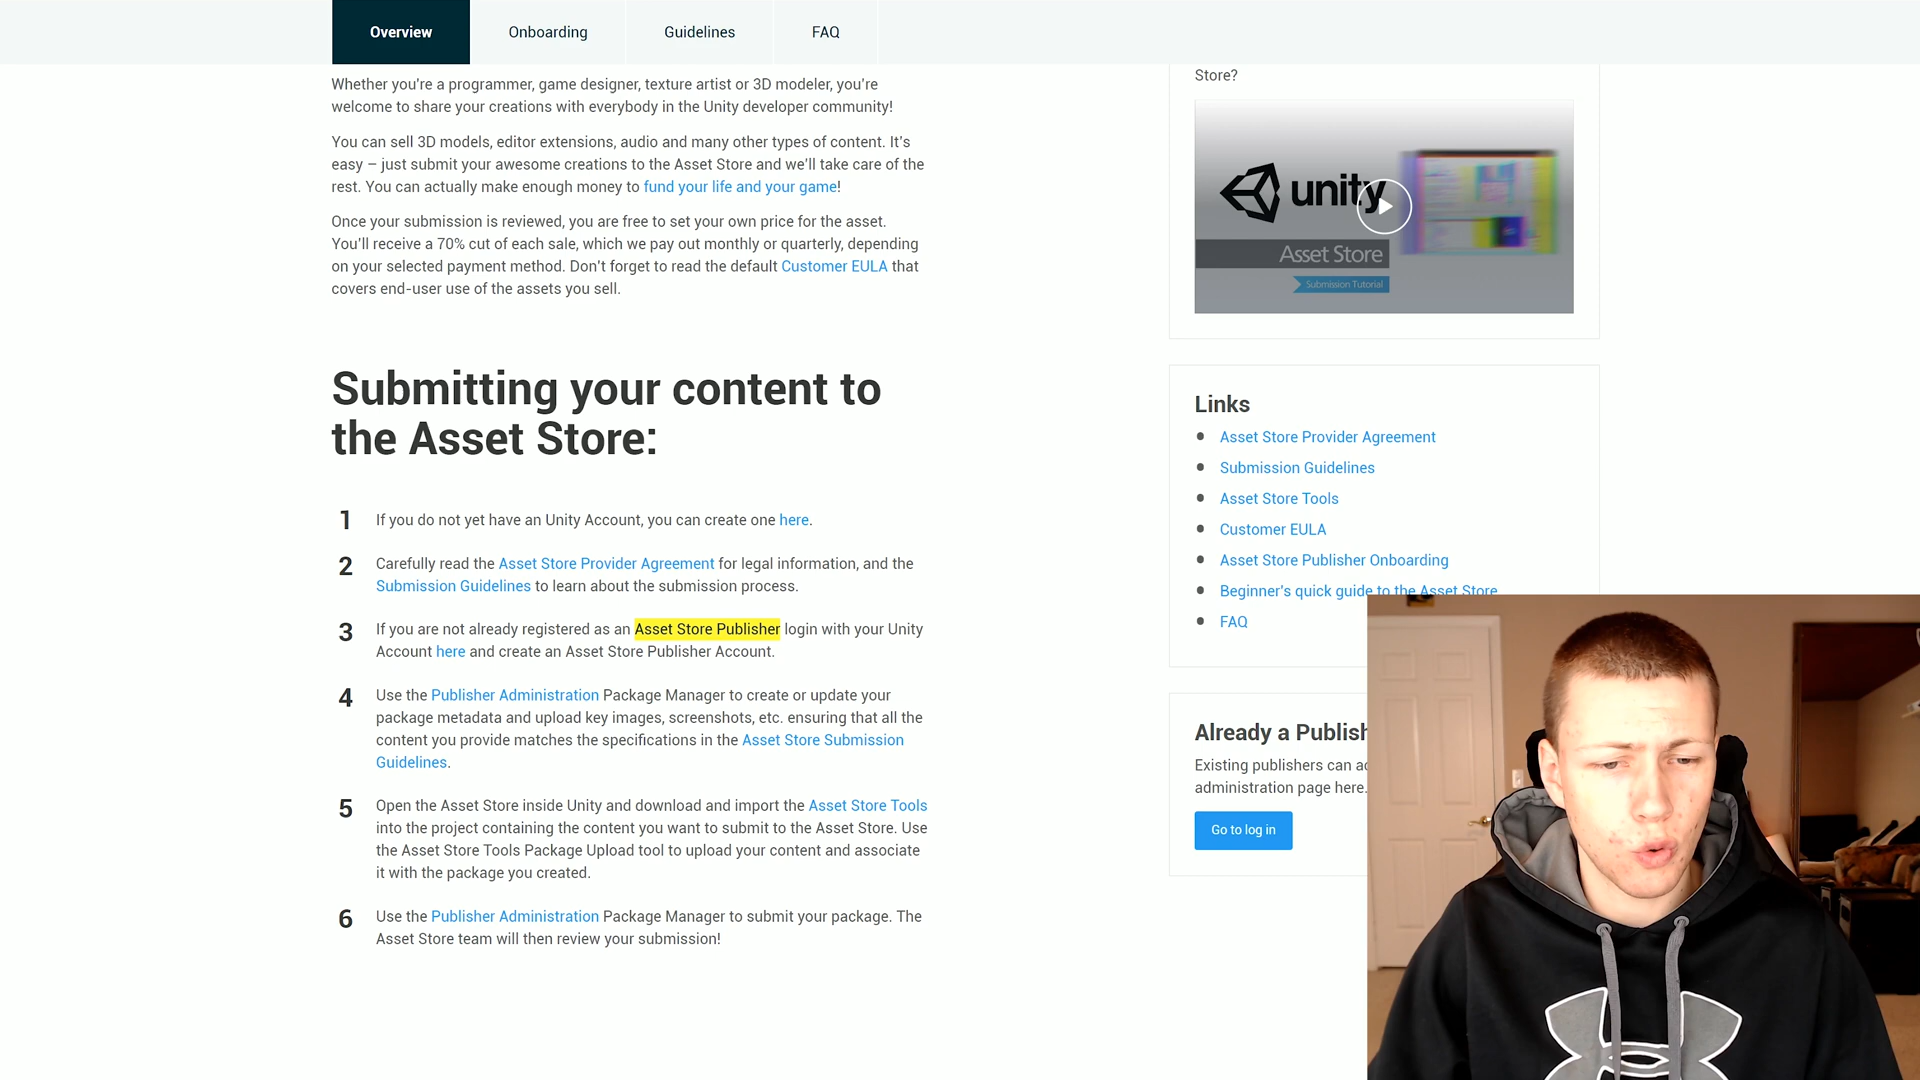 Overview
Onboarding
Guidelines
FAQ
Whether you're a programmer, game designer, texture artist or 3D modeler, you're
welcome to share your creations with everybody in the Unity developer community!
You can sell 3D models, editor extensions, audio and many other types of content. It's
easy – just submit your awesome creations to the Asset Store and we'll take care of the
rest. You can actually make enough money to fund your life and your game!
Once your submission is reviewed, you are free to set your own price for the asset.
You'll receive a 70% cut of each sale, which we pay out monthly or quarterly, depending
on your selected payment method. Don't forget to read the default Customer EULA that
covers end-user use of the assets you sell.
Submitting your content to
the Asset Store:
1 If you do not yet have an Unity Account, you can create one here.
2 Carefully read the Asset Store Provider Agreement for legal information, and the
Submission Guidelines to learn about the submission process.
3 If you are not already registered as an Asset Store Publisher login with your Unity
Account here and create an Asset Store Publisher Account.
4 Use the Publisher Administration Package Manager to create or update your
package metadata and upload key images, screenshots, etc. ensuring that all the
content you provide matches the specifications in the Asset Store Submission
Guidelines.
5 Open the Asset Store inside Unity and download and import the Asset Store Tools
into the project containing the content you want to submit to the Asset Store. Use
the Asset Store Tools Package Upload tool to upload your content and associate
it with the package you created.
6 Use the Publisher Administration Package Manager to submit your package. The
Asset Store team will then review your submission!
Store?
unity
Asset Store
Submission Tutorial
Links
Asset Store Provider Agreement
Submission Guidelines
Asset Store Tools
Customer EULA
Asset Store Publisher Onboarding
Beginner's quick guide to the Asset Store
FAQ
Already a
Existing publishers can
administration page here.
Go to log in